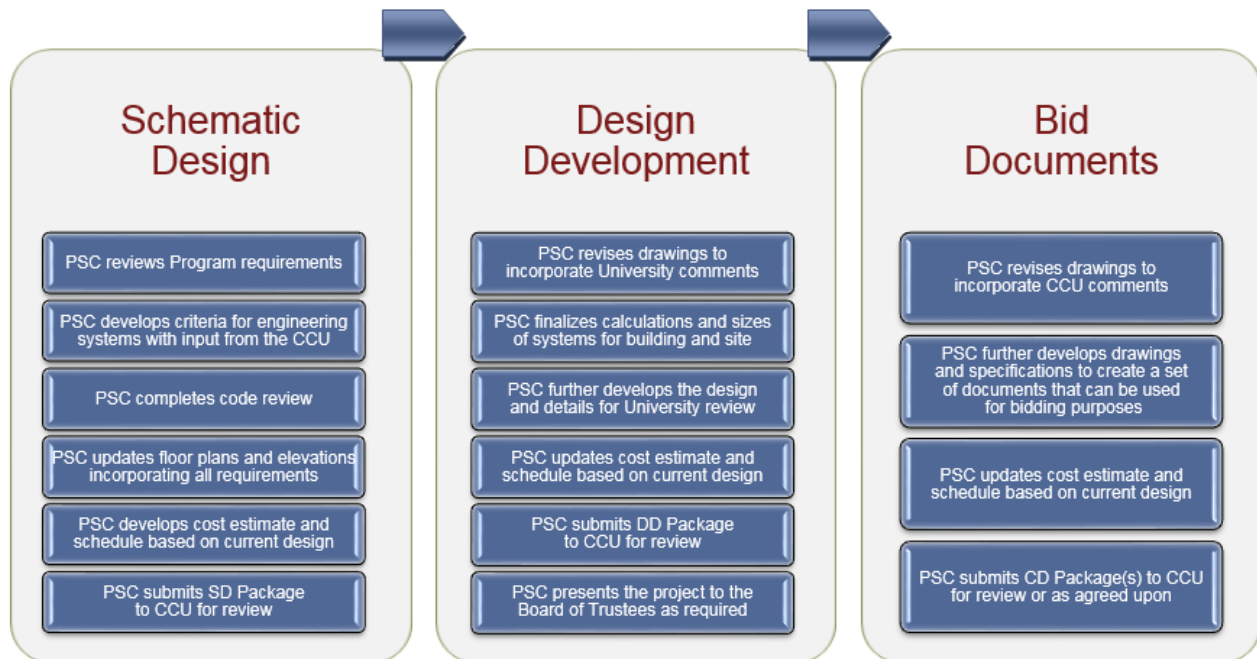 Schematic
Design
PSC reviews Program requirements
PSC develops criteria for engineering
systems with input from the CCU
PSC completes code review
PSC updates floor plans and elevations
incorporating all requirements
PSC develops cost estimate and
schedule based on current design
PSC submits SD Package
to CCU for review
Design
Development
PSC revises drawings to
incorporate University comments
PSC finalizes calculations and sizes
of systems for building and site
PSC further develops the design
and details for University review
PSC updates cost estimate and
schedule based on current design
PSC submits DD Package
to CCU for review
PSC presents the project to the
Board of Trustees as required
Bid
Documents
PSC revises drawings to
incorporate CCU comments
PSC further develops drawings
and specifications to create a set
of documents that can be used
for bidding purposes
PSC updates cost estimate and
schedule based on current design
PSC submits CD Package(s) to CCU
for review or as agreed upon